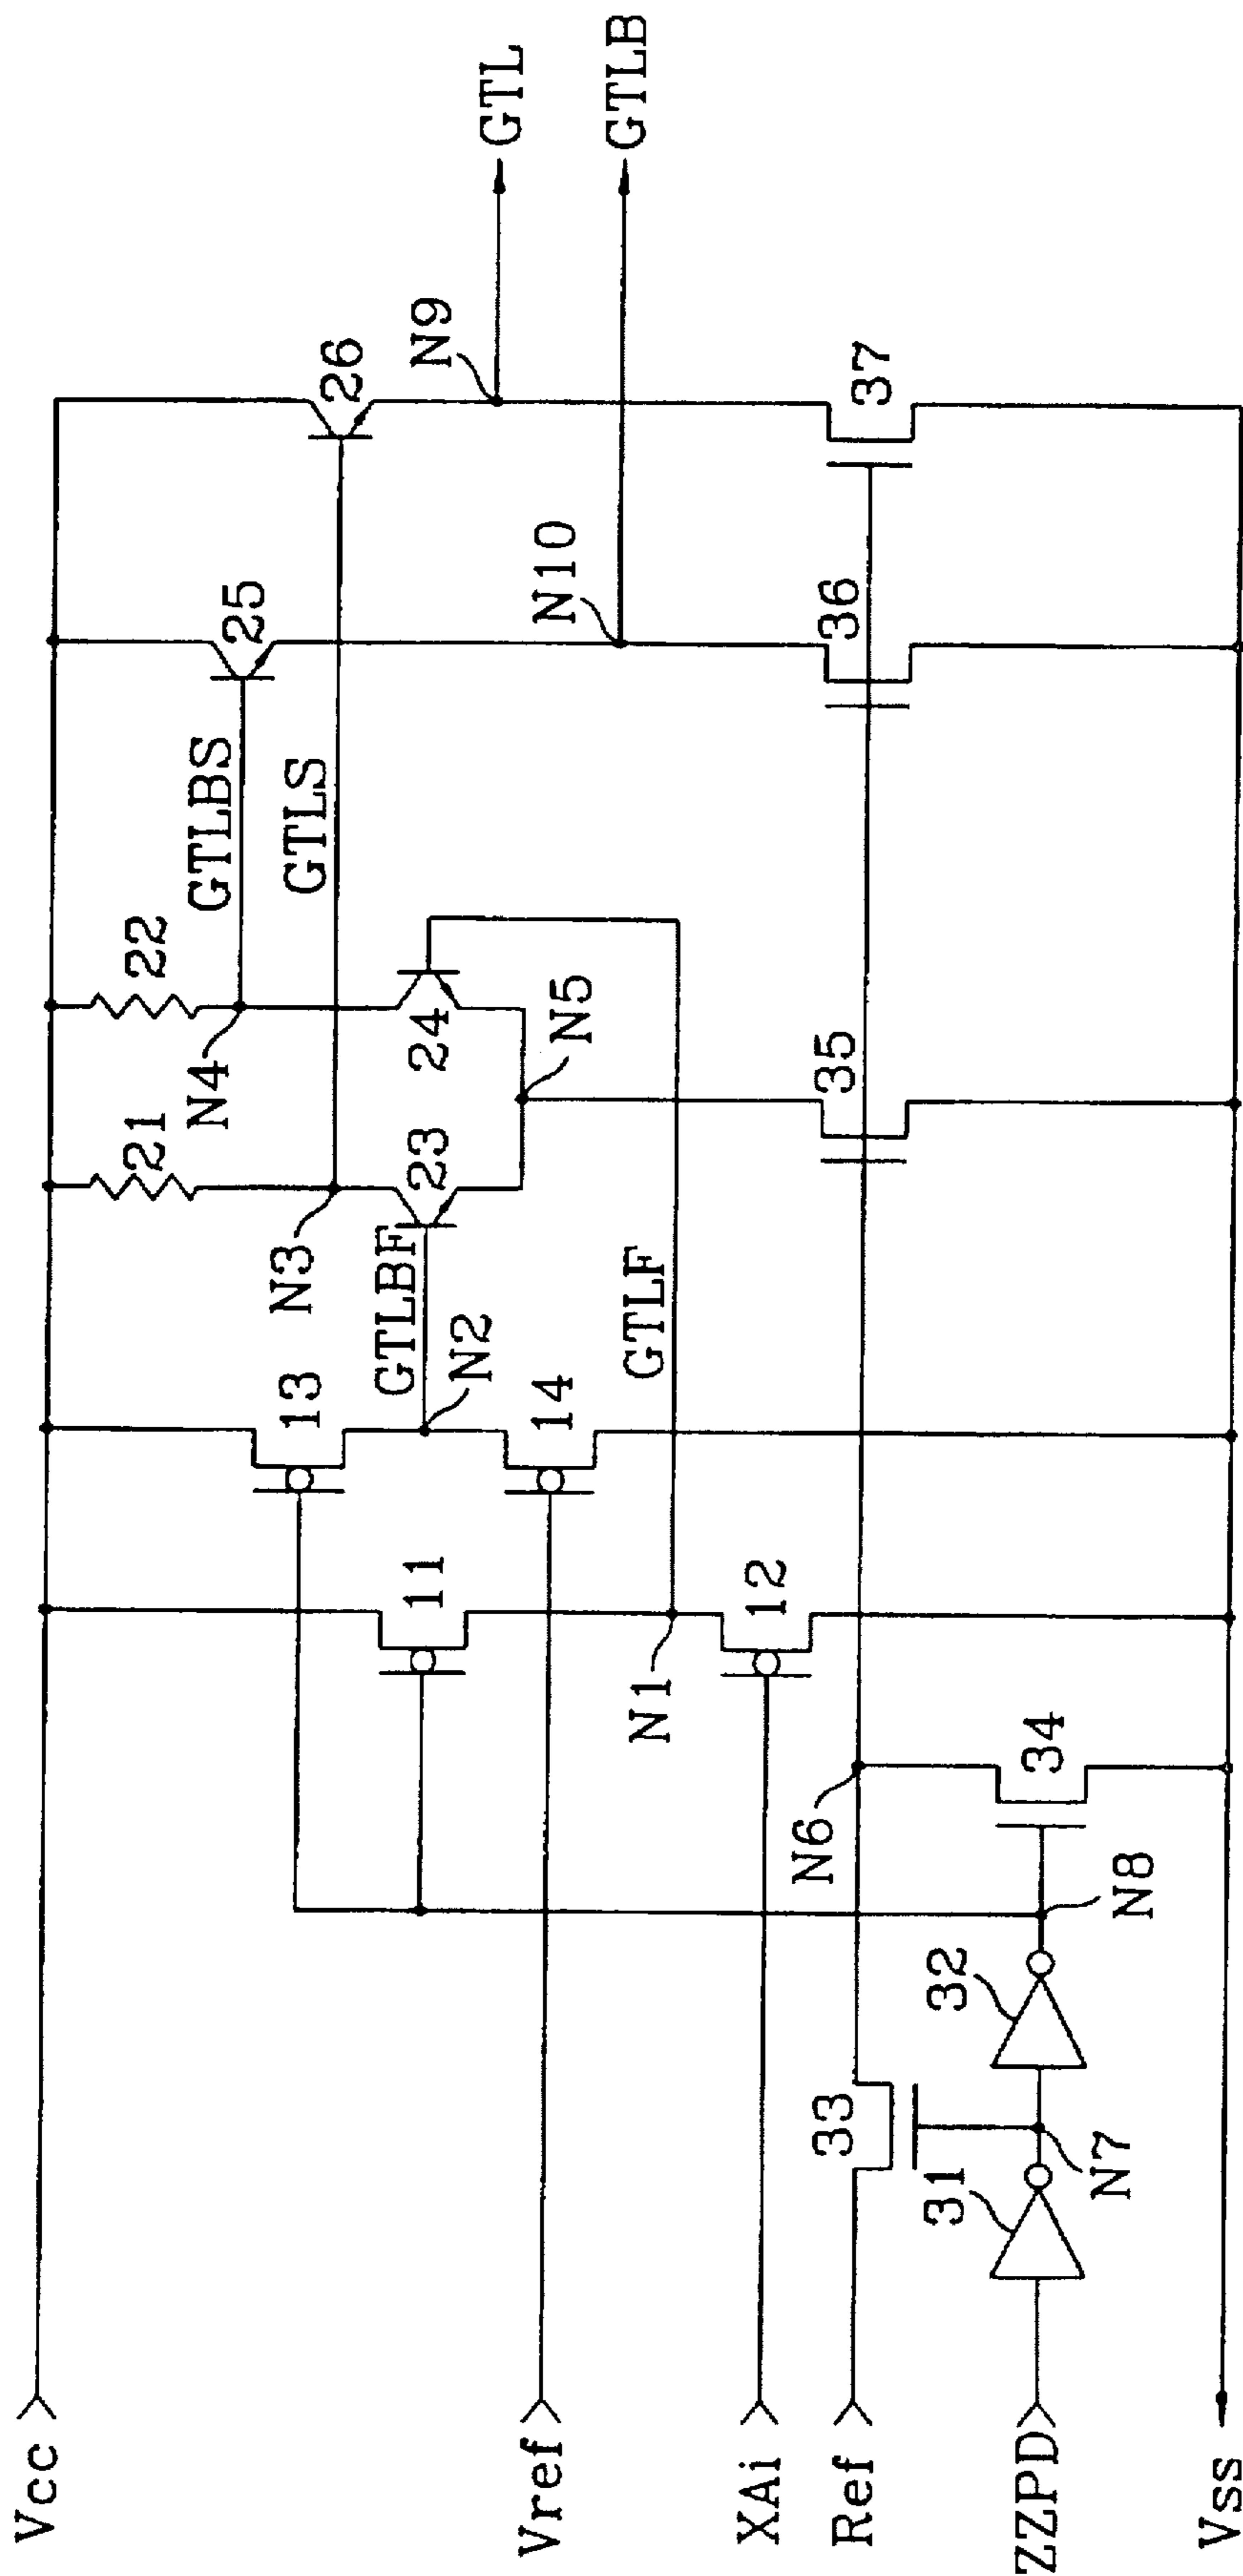 Vcc
Vref
XAi
Ref
ZZPD
Vss
GTL
GTLB
N9
N10
26
25
37
36
35
GTLBS
GTLS
22
21
N4
N3
24
23
N5
GTLBF
GTLF
N2
13
14
11
12
N1
N6
34
N8
32
33
31
N7